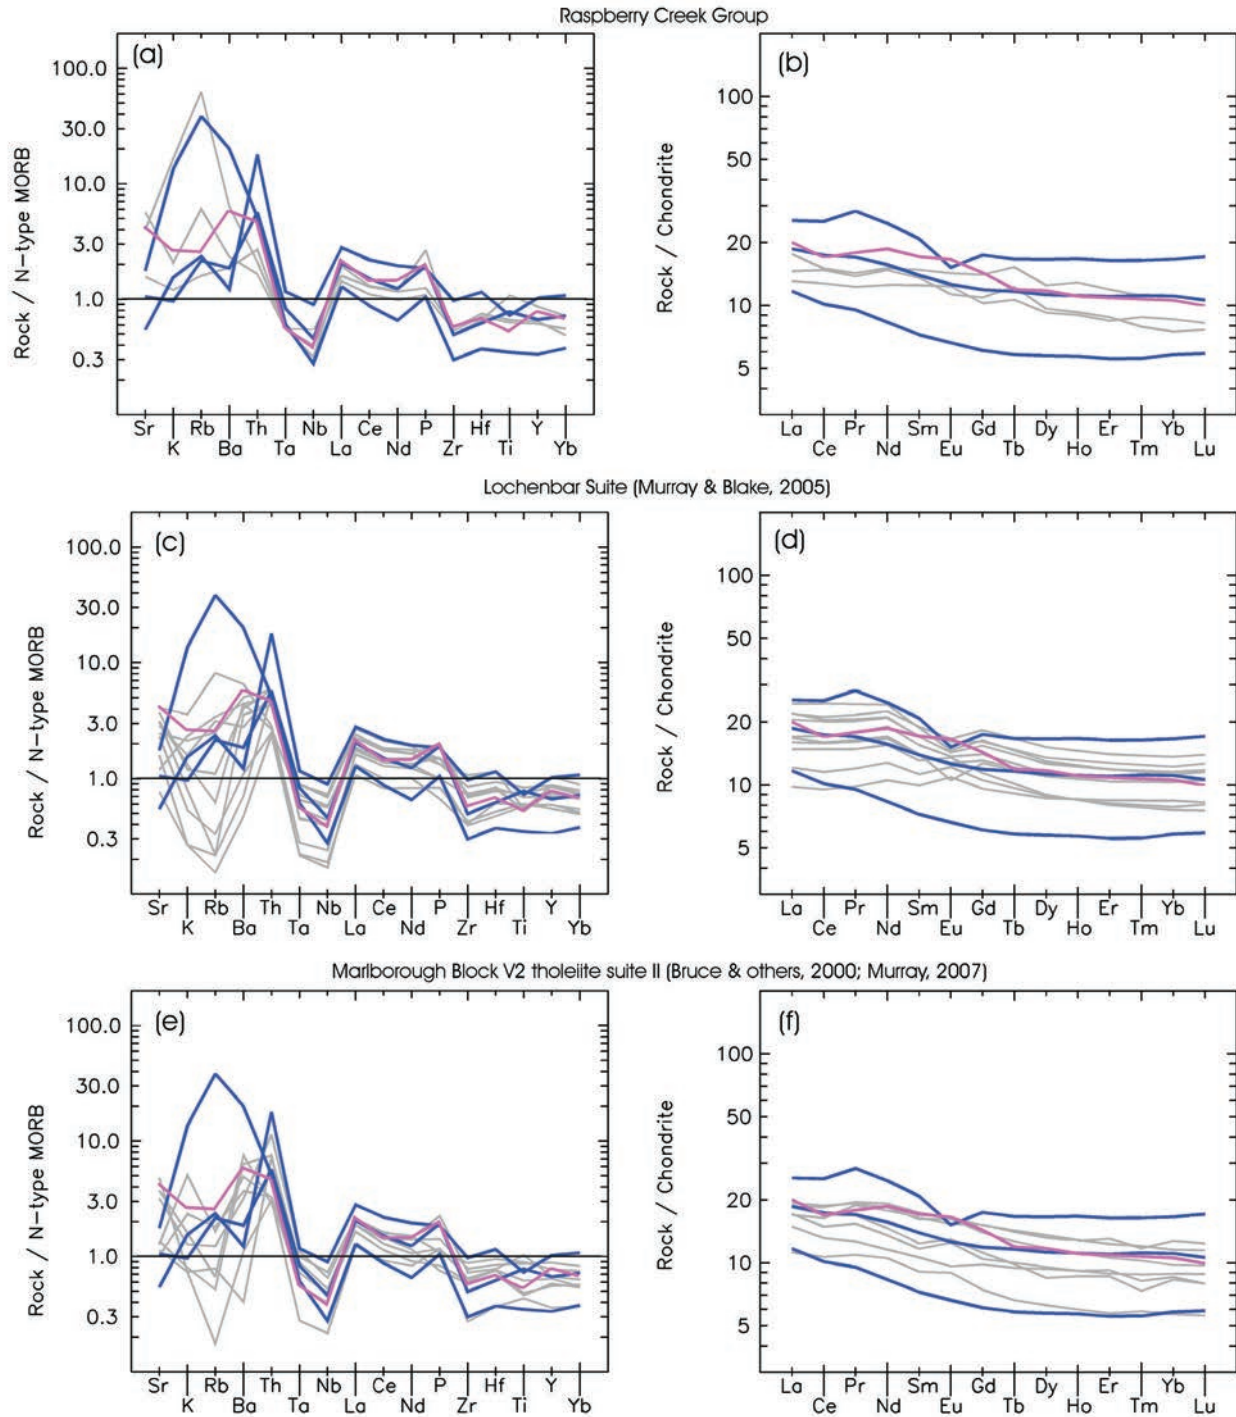 Raspberry Creek Group
(a)
Rock / N-type MORB
100.0
30.0
10.0
3.0
1.0
0.3
Sr K Rb Ba Th Ta Nb La Ce Nd P Zr Hf Ti Y Yb
(b)
Rock / Chondrite
100
50
20
10
5
La Ce Pr Nd Sm Eu Gd Tb Dy Ho Er Tm Yb Lu
Lochenbar Suite (Murray & Blake, 2005)
(c)
Rock / N-type MORB
100.0
30.0
10.0
3.0
1.0
0.3
Sr K Rb Ba Th Ta Nb La Ce Nd P Zr Hf Ti Y Yb
(d)
Rock / Chondrite
100
50
20
10
5
La Ce Pr Nd Sm Eu Gd Tb Dy Ho Er Tm Yb Lu
Marlborough Block V2 tholeiite suite II (Bruce & others, 2000; Murray, 2007)
(e)
Rock / N-type MORB
100.0
30.0
10.0
3.0
1.0
0.3
Sr K Rb Ba Th Ta Nb La Ce Nd P Zr Hf Ti Y Yb
(f)
Rock / Chondrite
100
50
20
10
5
La Ce Pr Nd Sm Eu Gd Tb Dy Ho Er Tm Yb Lu